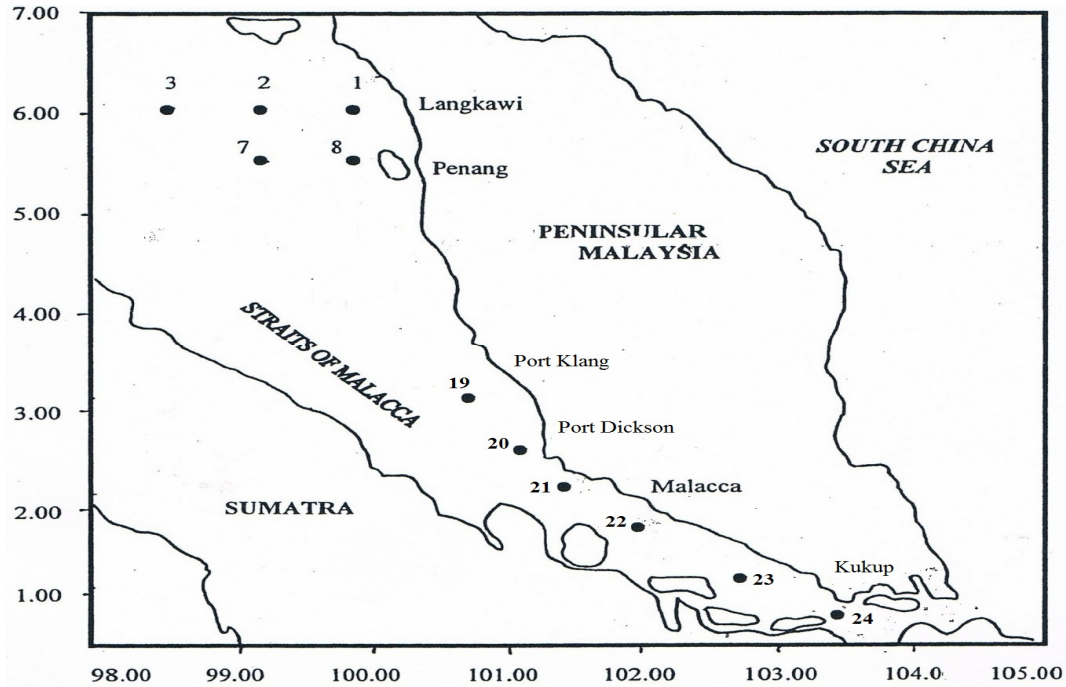 7.00
3 2 1
Langkawi
6.00
7 8
Penang
SOUTH CHINA
SEA
5.00
PENINSULAR
MALAYSIA
4.00
STRAITS OF MALACCA
Port Klang
19
3.00
Port Dickson
20
21
Malacca
SUMATRA
2.00
22
Kukup
23
1.00
24
98.00 99.00 100.00 101.00 102.00 103.00 104.0 105.00